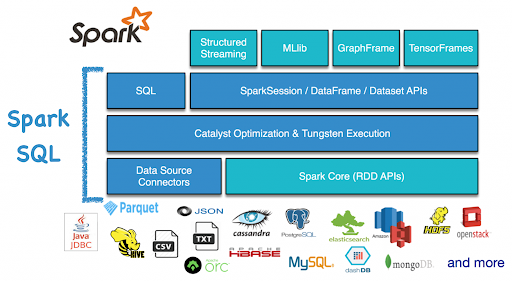 Spark
Structured
Streaming
MLlib
GraphFrame
TensorFrames
Spark
SQL
SQL
SparkSession / DataFrame / Dataset APIs
Catalyst Optimization & Tungsten Execution
Data Source
Connectors
Spark Core (RDD APIs)
Parquet
JSON
Java
JDBC
HIVE
CSV
TXT
cassandra
PostgreSQL
elasticsearch
Amazon
HDFS
openstack
orc
APACHE
HBASE
MySQL
dashDB
mongoDB
and more